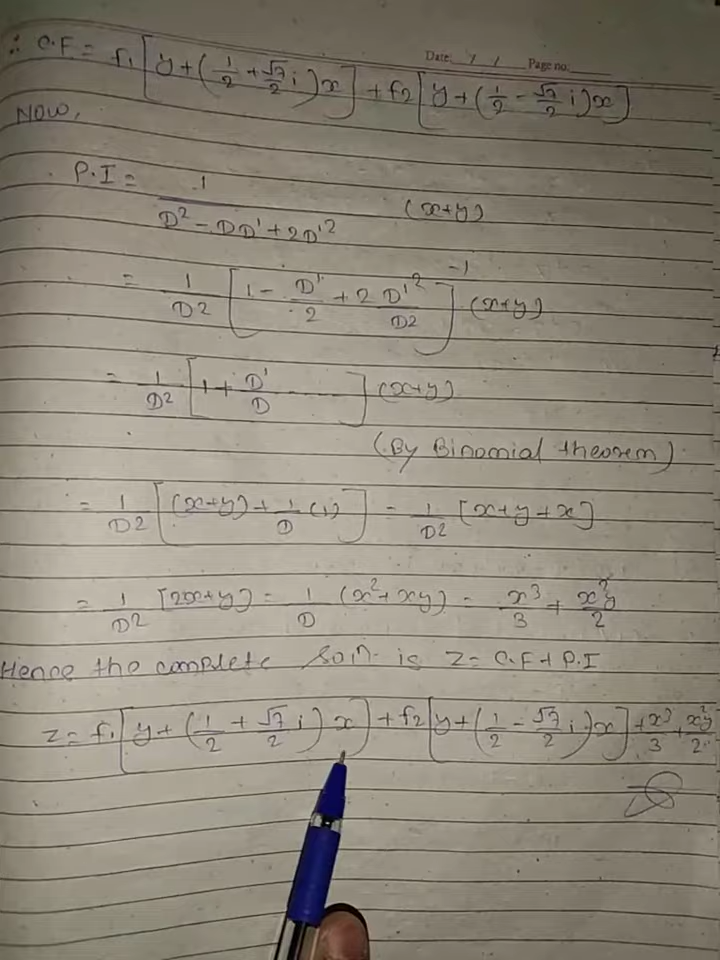 Date: / / Page no:
∴ C.F = f₁[y+(1/2+√7/2 i)x] + f₂[y+(1/2-√7/2 i)x]
Now,
P.I = 1/(D²-DD'+2D'²) (x+y)
= 1/D² [1-D'/2+2D'²/D²]⁻¹ (x+y)
= 1/D² [1+D'/D - - - -] (x+y)
(By Binomial theorem)
= 1/D² [(x+y)+1/D(1)] = 1/D² [x+y+x]
= 1/D² [2x+y] = 1/D (x²+xy) = x³/3 + x²y/2
Hence the complete soln. is Z = C.F+P.I
Z = f₁[y+(1/2+√7/2 i)x] + f₂[y+(1/2-√7/2 i)x] + x³/3 + x²y/2